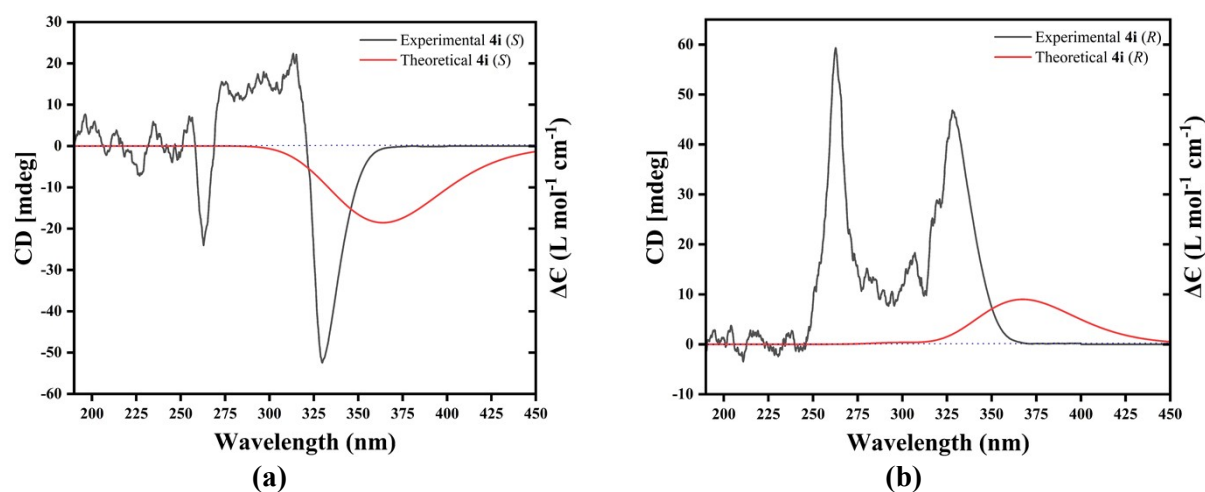 30
20
10
0
-10
-20
-30
-40
-50
-60
CD [mdeg]
Experimental 4i (S)
Theoretical 4i (S)
ΔЄ (L mol⁻¹ cm⁻¹)
200 225 250 275 300 325 350 375 400 425 450
Wavelength (nm)
(a)
60
50
40
30
20
10
0
-10
CD [mdeg]
Experimental 4i (R)
Theoretical 4i (R)
ΔЄ (L mol⁻¹ cm⁻¹)
200 225 250 275 300 325 350 375 400 425 450
Wavelength (nm)
(b)